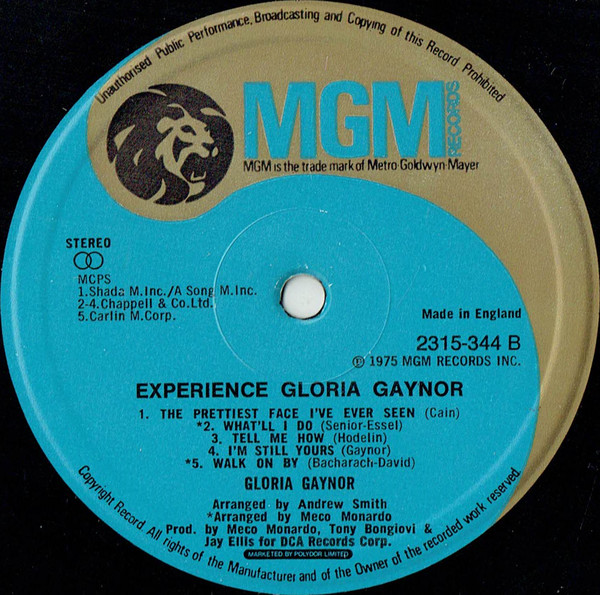 Unauthorised Public Performance, Broadcasting and Copying of this Record Prohibited
MGM
RECORDS
MGM is the trade mark of Metro-Goldwyn-Mayer
STEREO
MCPS
1.Shada M.Inc./A Song M.Inc.
2-4.Chappell & Co.Ltd.
5.Carlin M.Corp.
Made in England
2315-344 B
Ⓟ 1975 MGM RECORDS INC.
EXPERIENCE GLORIA GAYNOR
1. THE PRETTIEST FACE I'VE EVER SEEN (Cain)
*2. WHAT'LL I DO (Senior-Essel)
3. TELL ME HOW (Hodelin)
4. I'M STILL YOURS (Gaynor)
*5. WALK ON BY (Bacharach-David)
GLORIA GAYNOR
Arranged by Andrew Smith
*Arranged by Meco Monardo
Prod. by Meco Monardo, Tony Bongiovi &
Jay Ellis for DCA Records Corp.
MARKETED BY POLYDOR LIMITED
Copyright Record All rights of the Manufacturer and of the Owner of the recorded work reserved.